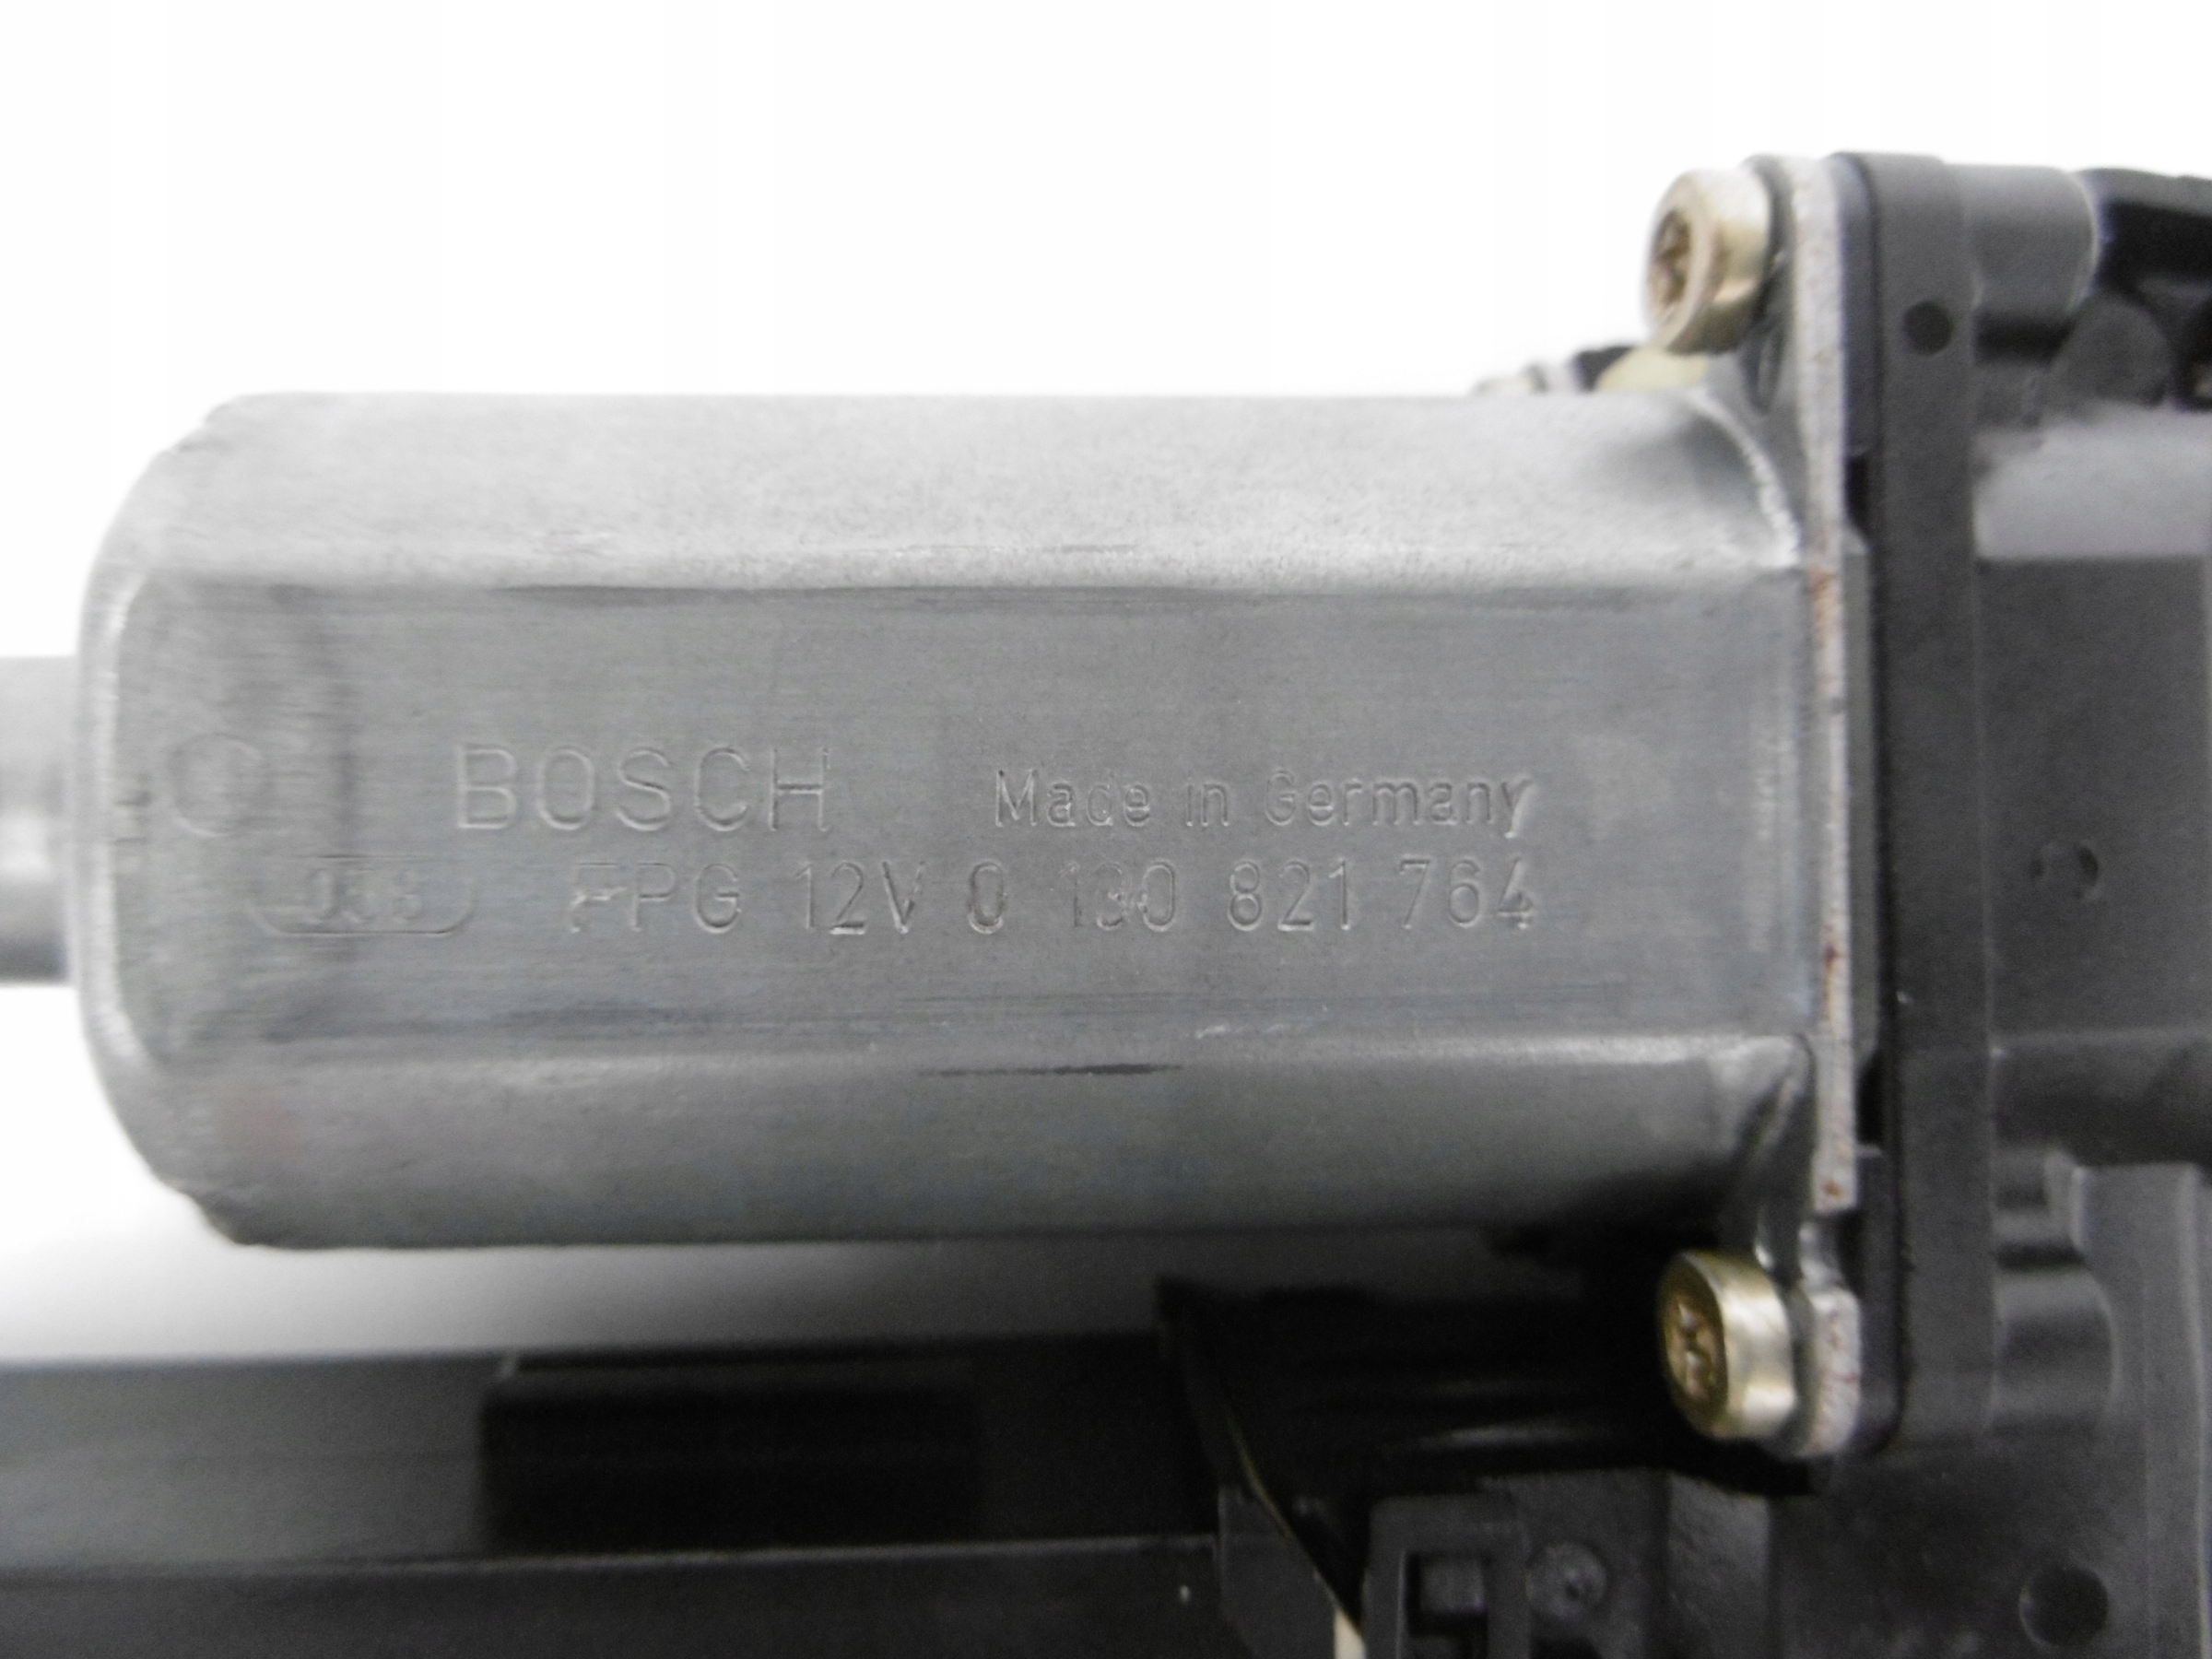 BOSCH Made in Germany
FPG 12V 0 130 821 764